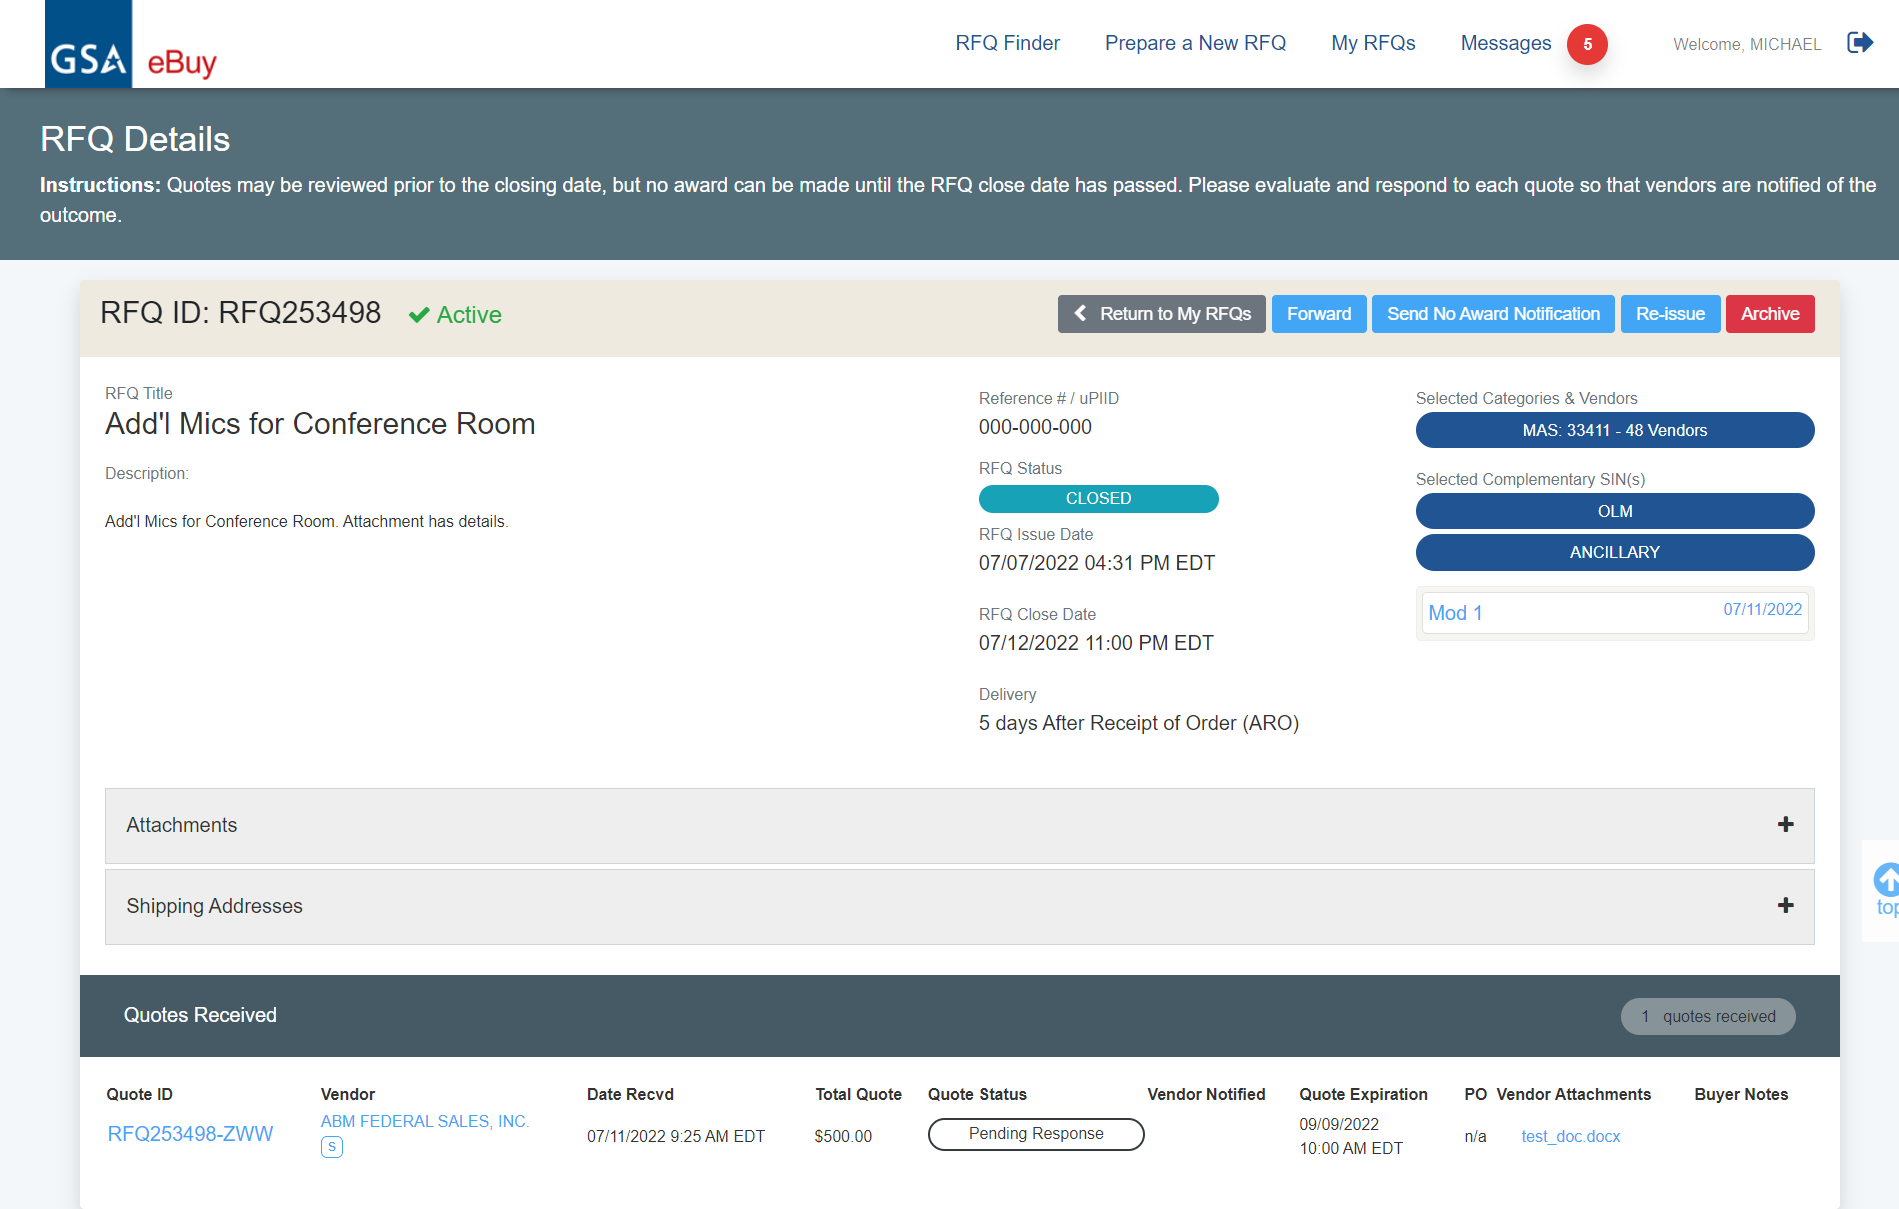 GSA eBuy
RFQ Finder Prepare a New RFQ My RFQs Messages 5 Welcome, MICHAEL
RFQ Details
Instructions: Quotes may be reviewed prior to the closing date, but no award can be made until the RFQ close date has passed. Please evaluate and respond to each quote so that vendors are notified of the
outcome.
RFQ ID: RFQ253498 Active
Return to My RFQs Forward Send No Award Notification Re-issue Archive
RFQ Title
Add'l Mics for Conference Room
Description:
Add'l Mics for Conference Room. Attachment has details.
Reference # / uPIID
000-000-000
RFQ Status
CLOSED
RFQ Issue Date
07/07/2022 04:31 PM EDT
RFQ Close Date
07/12/2022 11:00 PM EDT
Delivery
5 days After Receipt of Order (ARO)
Selected Categories & Vendors
MAS: 33411 - 48 Vendors
Selected Complementary SIN(s)
OLM
ANCILLARY
Mod 1 07/11/2022
Attachments
Shipping Addresses
top
Quotes Received 1 quotes received
Quote ID Vendor Date Recvd Total Quote Quote Status Vendor Notified Quote Expiration PO Vendor Attachments Buyer Notes
RFQ253498-ZWW ABM FEDERAL SALES, INC. S 07/11/2022 9:25 AM EDT $500.00 Pending Response 09/09/2022 10:00 AM EDT n/a test_doc.docx